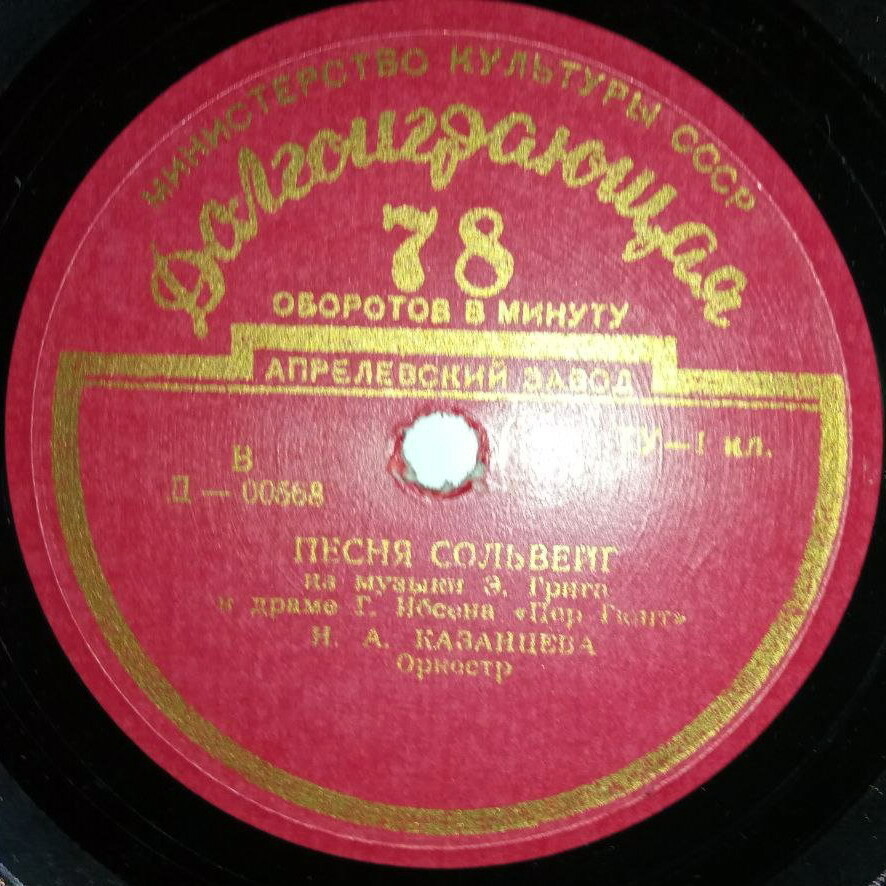 МИНИСТЕРСТВО КУЛЬТУРЫ СССР
Долгоиграющая
78
ОБОРОТОВ В МИНУТУ
АПРЕЛЕВСКИЙ ЗАВОД
В
Д — 00568
ТУ—I кл.
ПЕСНЯ СОЛЬВЕЙГ
из музыки Э. Грига
к драме Г. Ибсена «Пер Гюнт»
Н. А. КАЗАНЦЕВА
Оркестр